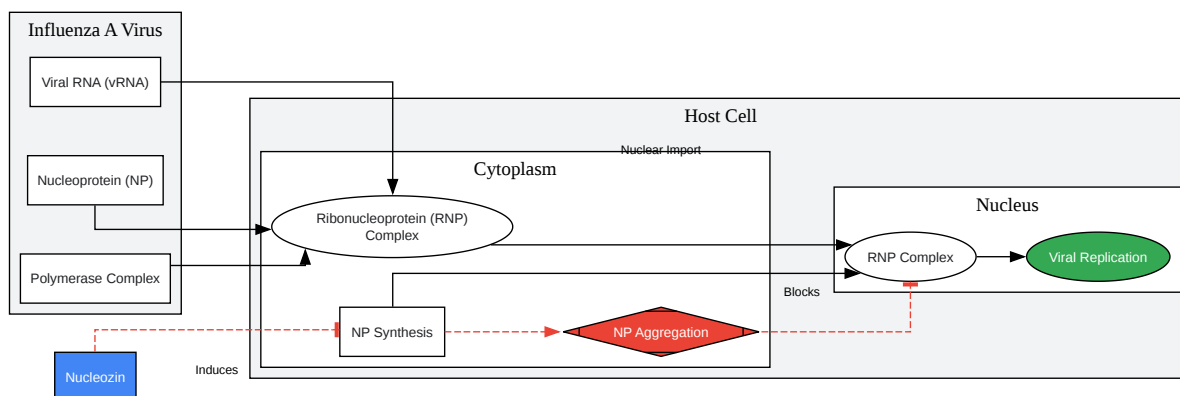 Influenza A Virus
Viral RNA (vRNA)
Host Cell
Nuclear Import
Cytoplasm
Nucleoprotein (NP)
Ribonucleoprotein (RNP)
Complex
Nucleus
RNP Complex
Viral Replication
Polymerase Complex
Blocks
NP Synthesis
NP Aggregation
Induces
Nucleozin